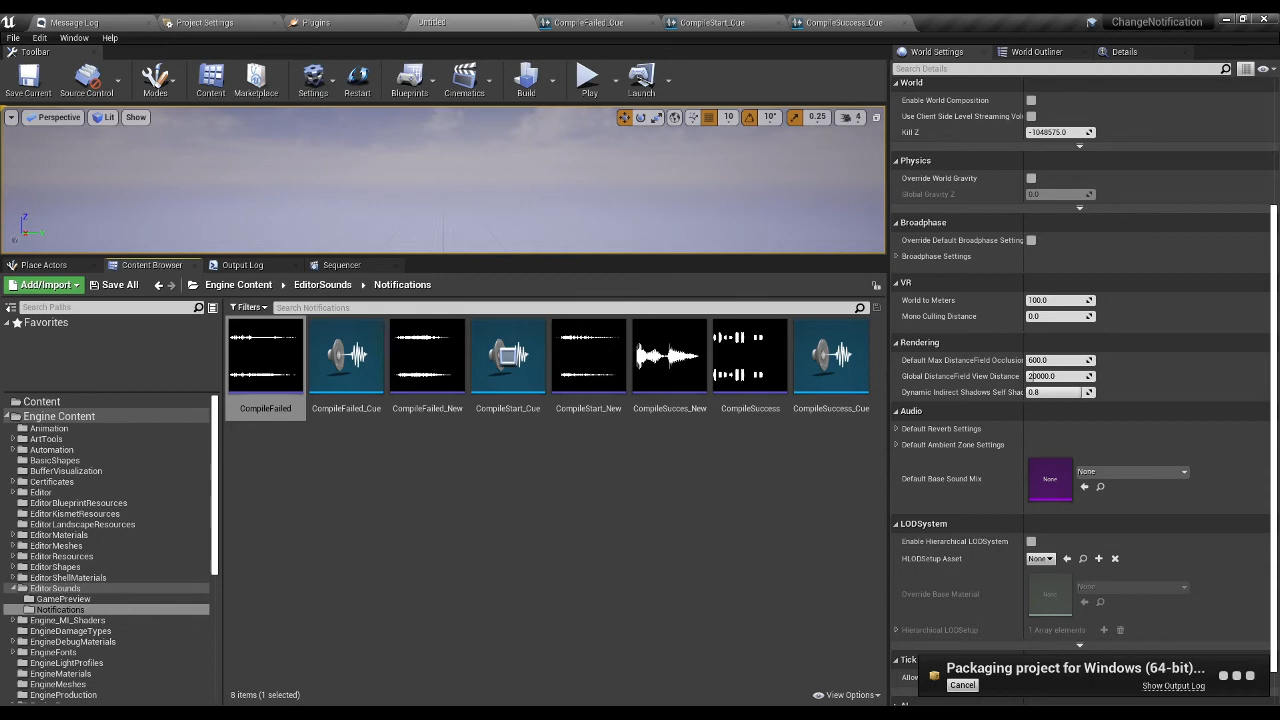 Message Log
Project Settings
Plugins
Untitled
CompileFailed_Cue
CompileStart_Cue
CompileSuccess_Cue
ChangeNotification
File Edit Window Help
Toolbar
Save Current
Source Control
Modes
Content
Marketplace
Settings
Restart
Blueprints
Cinematics
Build
Play
Launch
Perspective
Lit
Show
10
10°
0.25
4
Z
Place Actors
Content Browser
Output Log
Sequencer
Add/Import
Save All
Engine Content
EditorSounds
Notifications
Search Paths
Filters
Search Notifications
Favorites
Content
Engine Content
Animation
ArtTools
Automation
BasicShapes
BufferVisualization
Certificates
Editor
EditorBlueprintResources
EditorKismetResources
EditorLandscapeResources
EditorMaterials
EditorMeshes
EditorResources
EditorShapes
EditorShellMaterials
EditorSounds
GamePreview
Notifications
Engine_MI_Shaders
EngineDamageTypes
EngineDebugMaterials
EngineFonts
EngineLightProfiles
EngineMaterials
EngineMeshes
EngineProduction
CompileFailed
CompileFailed_Cue
CompileFailed_New
CompileStart_Cue
CompileStart_New
CompileSucces_New
CompileSuccess
CompileSuccess_Cue
8 items (1 selected)
View Options
World Settings
World Outliner
Details
Search Details
World
Enable World Composition
Use Client Side Level Streaming Vol
Kill Z
-1048575.0
Physics
Override World Gravity
Global Gravity Z
0.0
Broadphase
Override Default Broadphase Setting
Broadphase Settings
VR
World to Meters
100.0
Mono Culling Distance
0.0
Rendering
Default Max DistanceField Occlusion
600.0
Global DistanceField View Distance
20000.0
Dynamic Indirect Shadows Self Shad
0.8
Audio
Default Reverb Settings
Default Ambient Zone Settings
Default Base Sound Mix
None
None
LODSystem
Enable Hierarchical LODSystem
HLODSetup Asset
None
Override Base Material
None
None
Hierarchical LODSetup
1 Array elements
Tick
Allow
Packaging project for Windows (64-bit)...
Cancel
Show Output Log